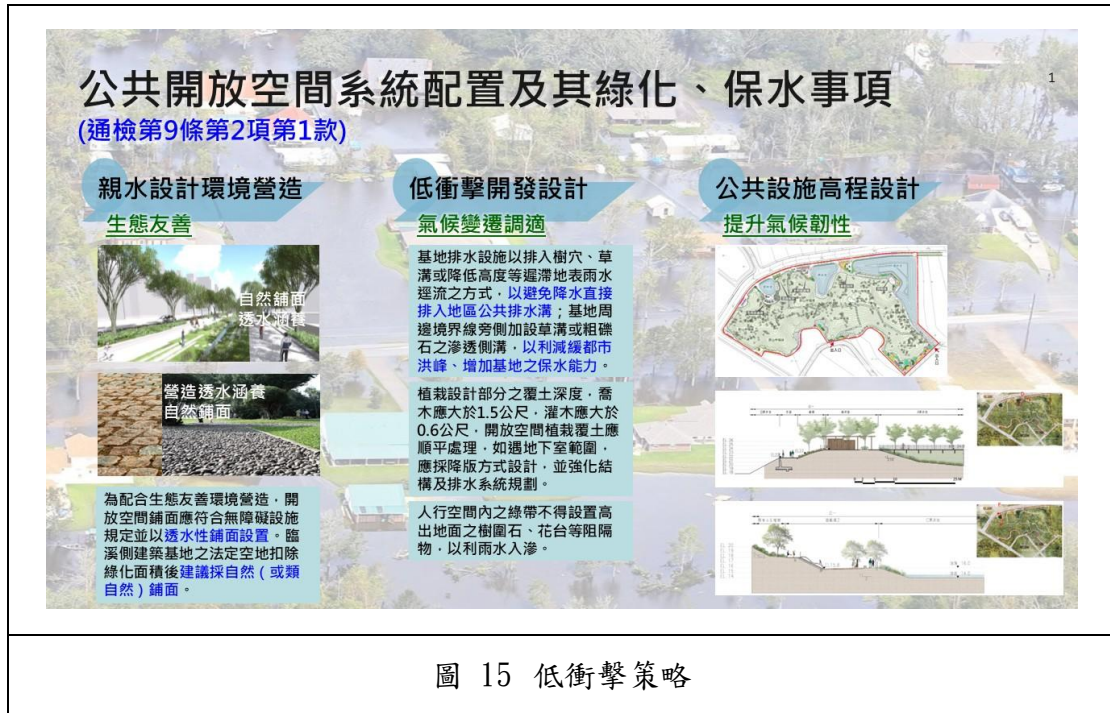 公共開放空間系統配置及其綠化、保水事項
1
(通檢第9條第2項第1款)
親水設計環境營造
生態友善
自然鋪面
透水涵養
營造透水涵養
自然鋪面
為配合生態友善環境營造，開
放空間鋪面應符合無障礙設施
規定並以透水性鋪面設置。臨
溪側建築基地之法定空地扣除
綠化面積後建議採自然（或類
自然）鋪面。
低衝擊開發設計
氣候變遷調適
基地排水設施以排入樹穴、草
溝或降低高度等遲滯地表雨水
逕流之方式，以避免降水直接
排入地區公共排水溝；基地周
邊境界線旁側加設草溝或粗礫
石之滲透側溝，以利減緩都市
洪峰、增加基地之保水能力。
植栽設計部分之覆土深度，喬
木應大於1.5公尺，灌木應大於
0.6公尺，開放空間植栽覆土應
順平處理，如遇地下室範圍，
應採降版方式設計，並強化結
構及排水系統規劃。
人行空間內之綠帶不得設置高
出地面之樹圍石、花台等阻隔
物，以利雨水入滲。
公共設施高程設計
提升氣候韌性
圖 15 低衝擊策略